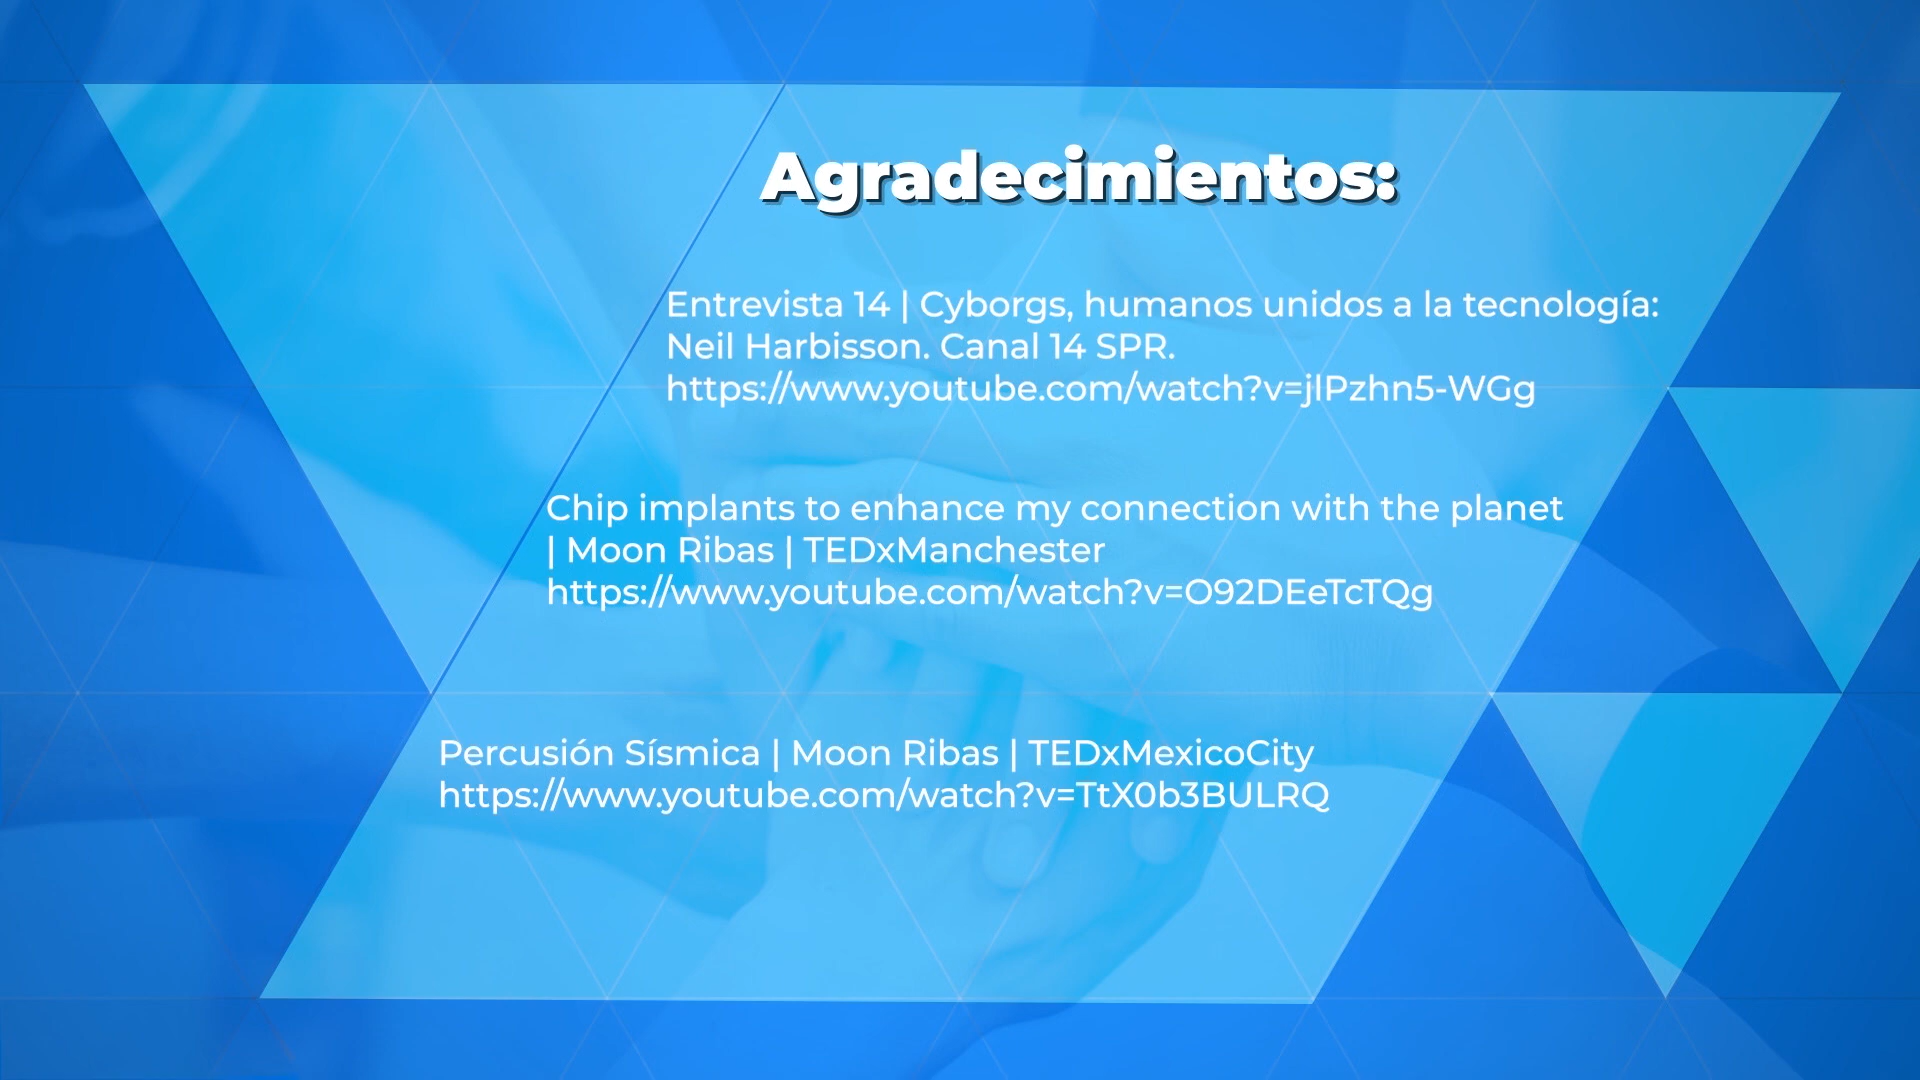 Agradecimientos:
Entrevista 14 | Cyborgs, humanos unidos a la tecnología:
Neil Harbisson. Canal 14 SPR.
https://www.youtube.com/watch?v=jlPzhn5-WGg
Chip implants to enhance my connection with the planet
| Moon Ribas | TEDxManchester
https://www.youtube.com/watch?v=O92DEeTcTQg
Percusión Sísmica | Moon Ribas | TEDxMexicoCity
https://www.youtube.com/watch?v=TtX0b3BULRQ